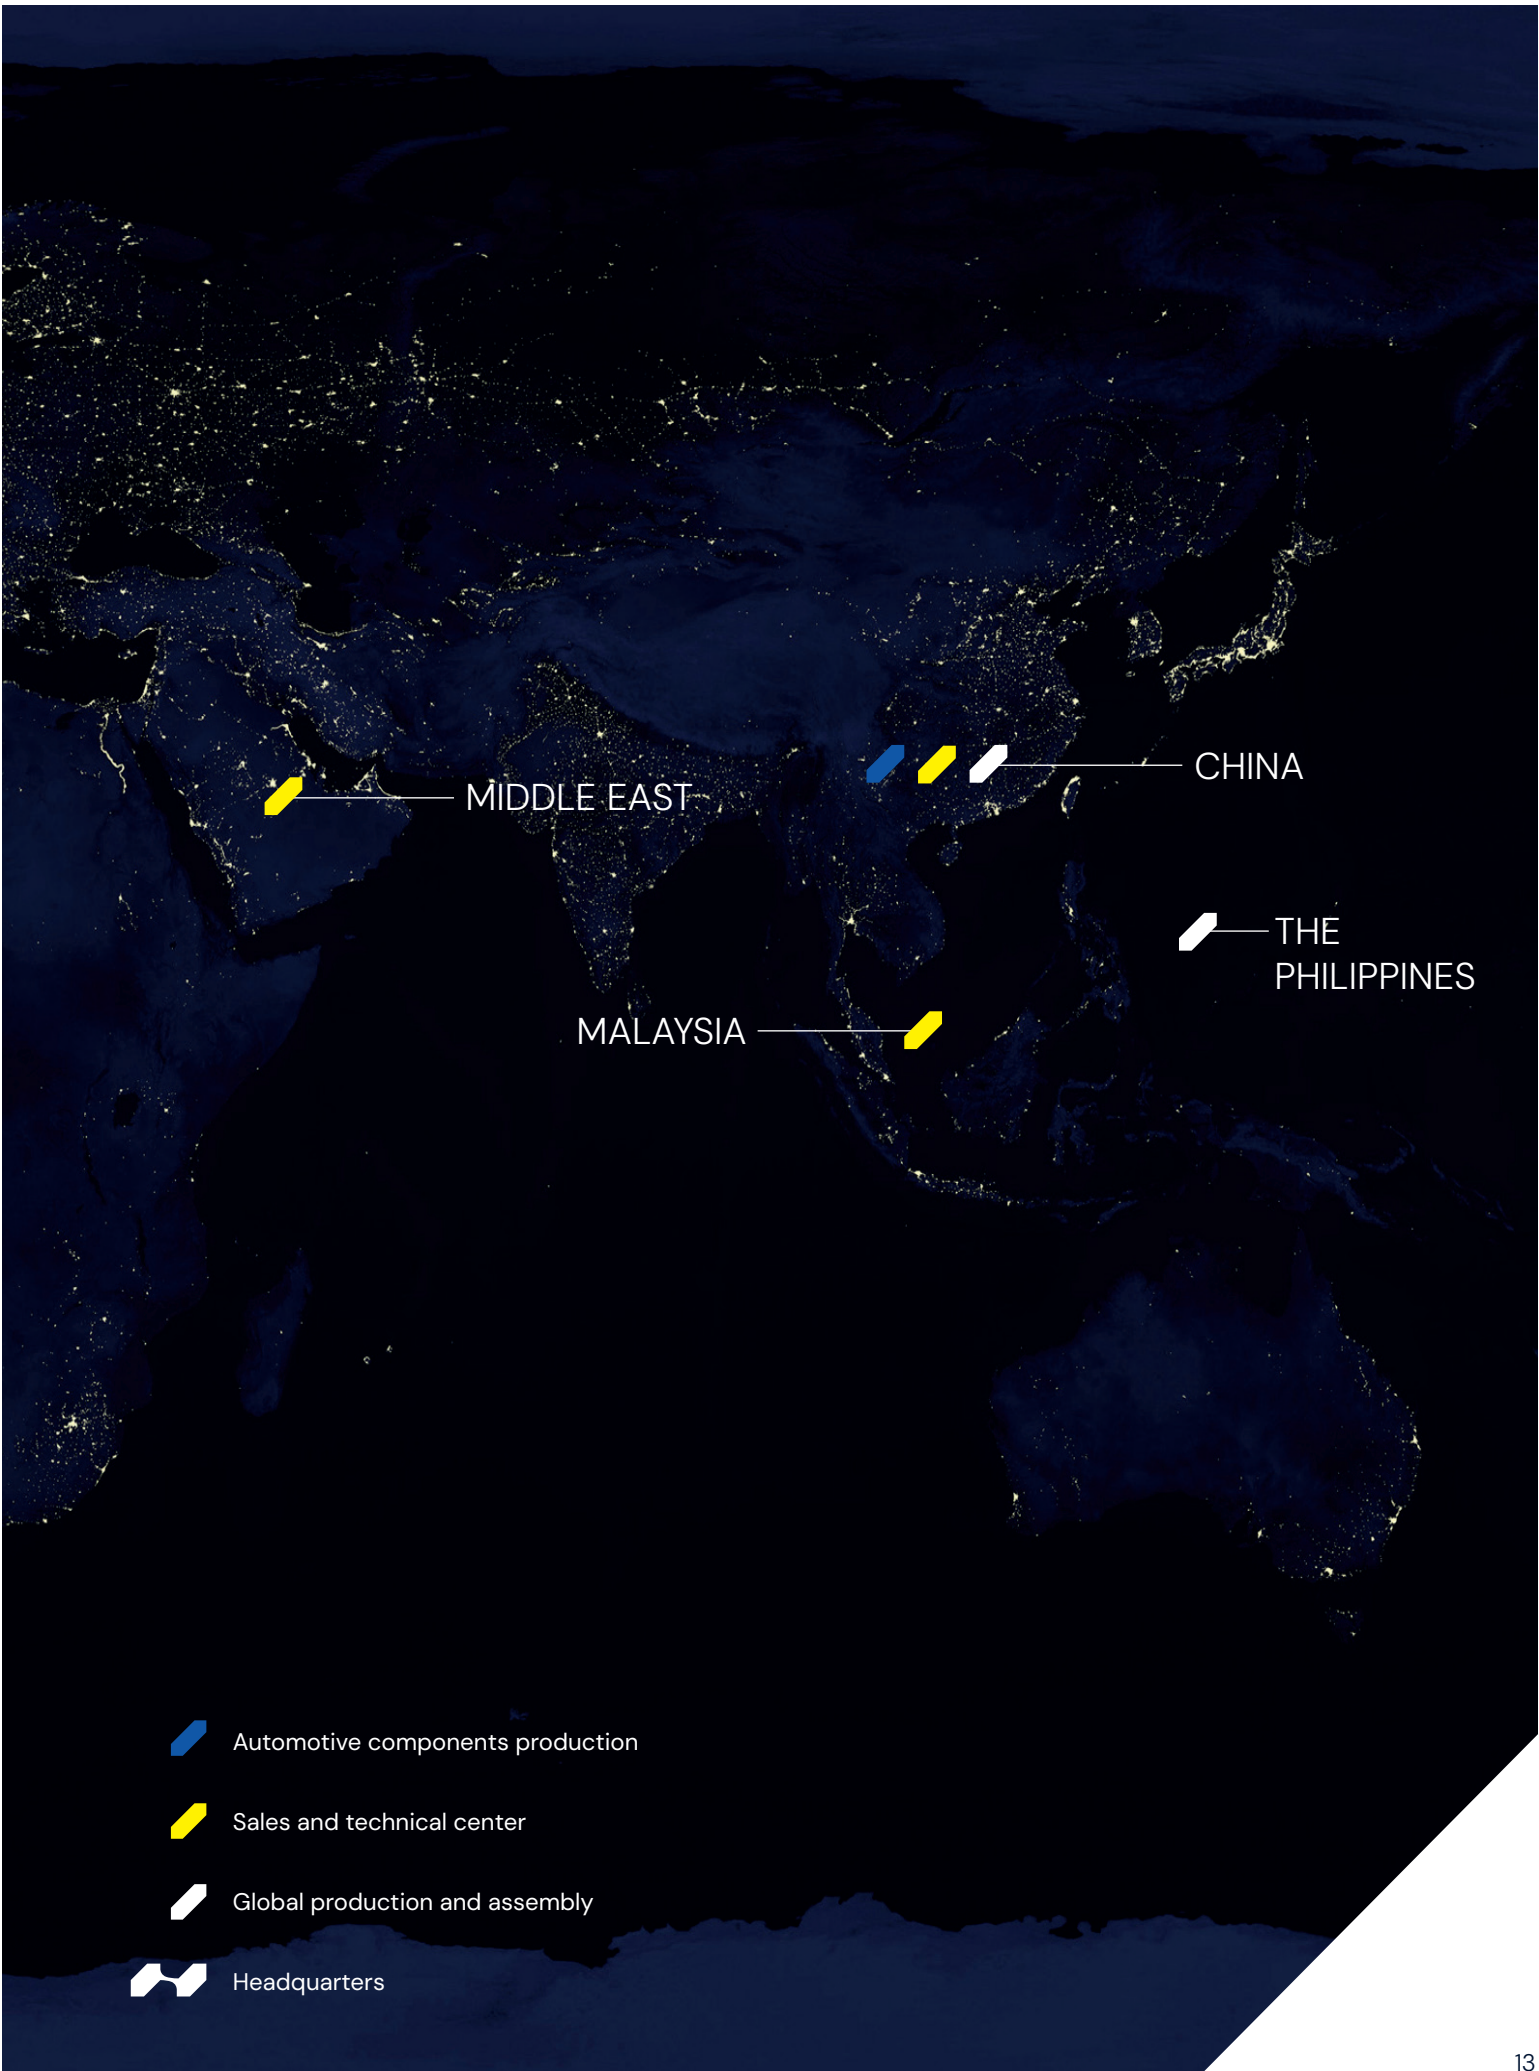 CHINA
MIDDLE EAST
THE
PHILIPPINES
MALAYSIA
Automotive components production
Sales and technical center
Global production and assembly
Headquarters
13